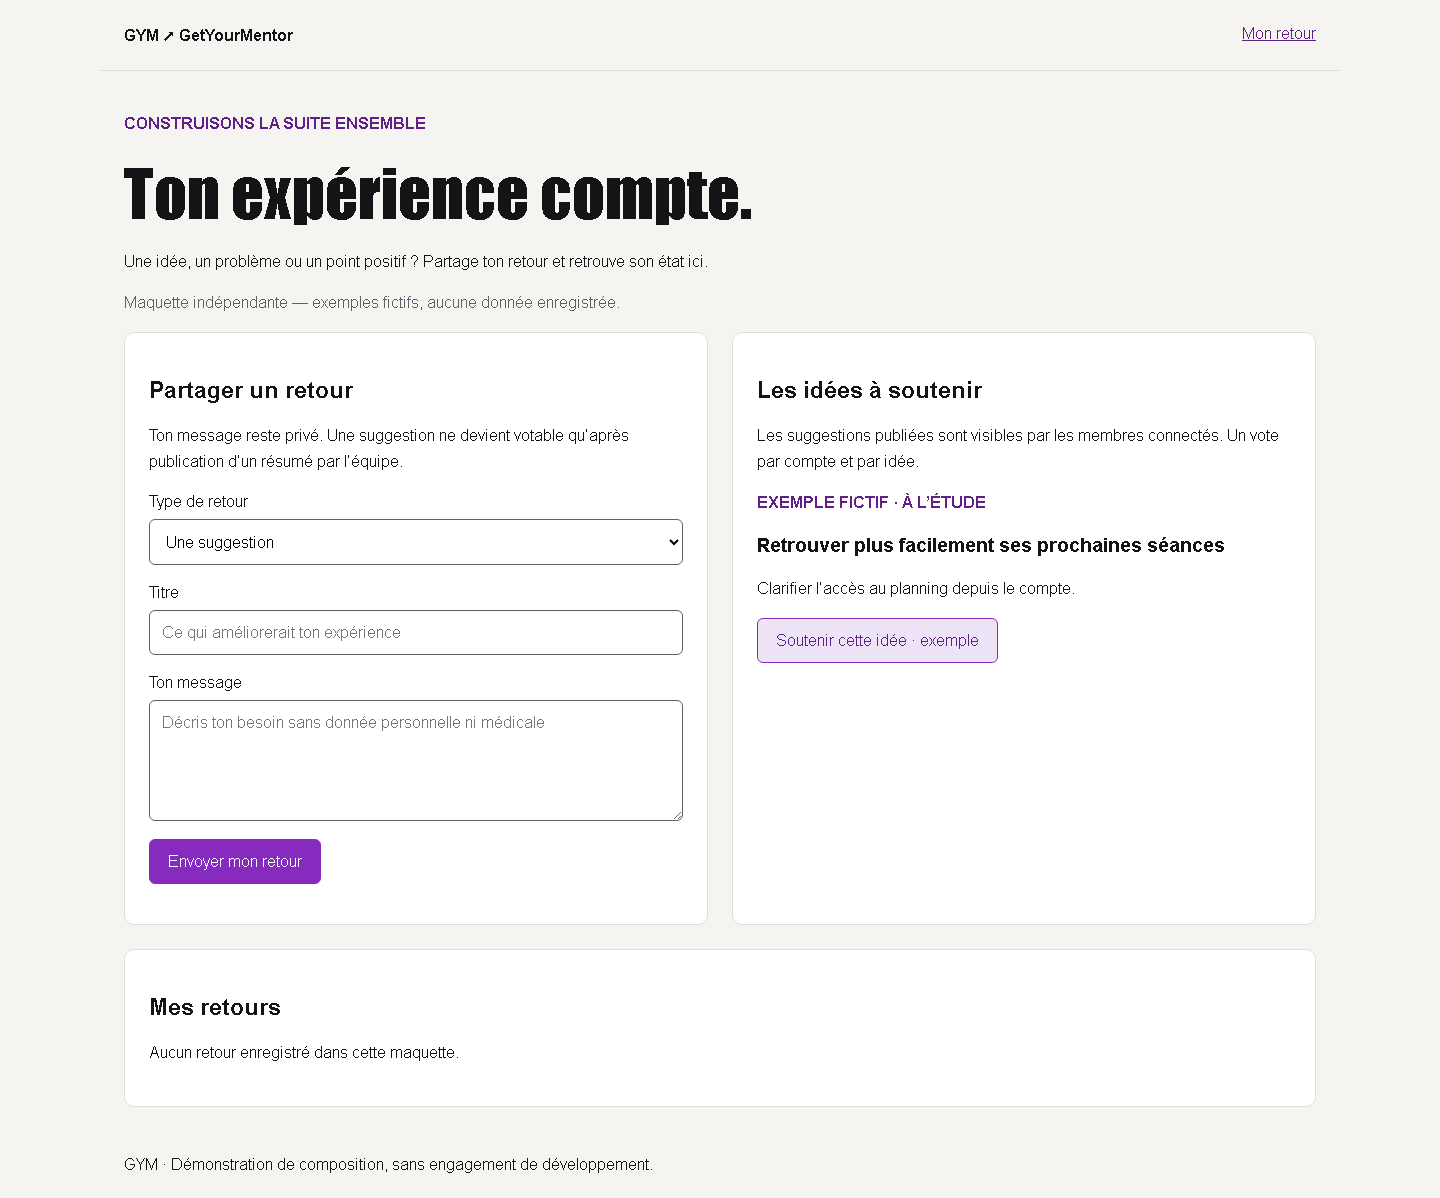 GYM ↗ GetYourMentor
Mon retour
CONSTRUISONS LA SUITE ENSEMBLE
Ton expérience compte.
Une idée, un problème ou un point positif ? Partage ton retour et retrouve son état ici.
Maquette indépendante — exemples fictifs, aucune donnée enregistrée.
Partager un retour
Ton message reste privé. Une suggestion ne devient votable qu'après
publication d'un résumé par l'équipe.
Type de retour
Une suggestion
Titre
Ce qui améliorerait ton expérience
Ton message
Décris ton besoin sans donnée personnelle ni médicale
Envoyer mon retour
Les idées à soutenir
Les suggestions publiées sont visibles par les membres connectés. Un vote
par compte et par idée.
EXEMPLE FICTIF · À L'ÉTUDE
Retrouver plus facilement ses prochaines séances
Clarifier l'accès au planning depuis le compte.
Soutenir cette idée · exemple
Mes retours
Aucun retour enregistré dans cette maquette.
GYM · Démonstration de composition, sans engagement de développement.